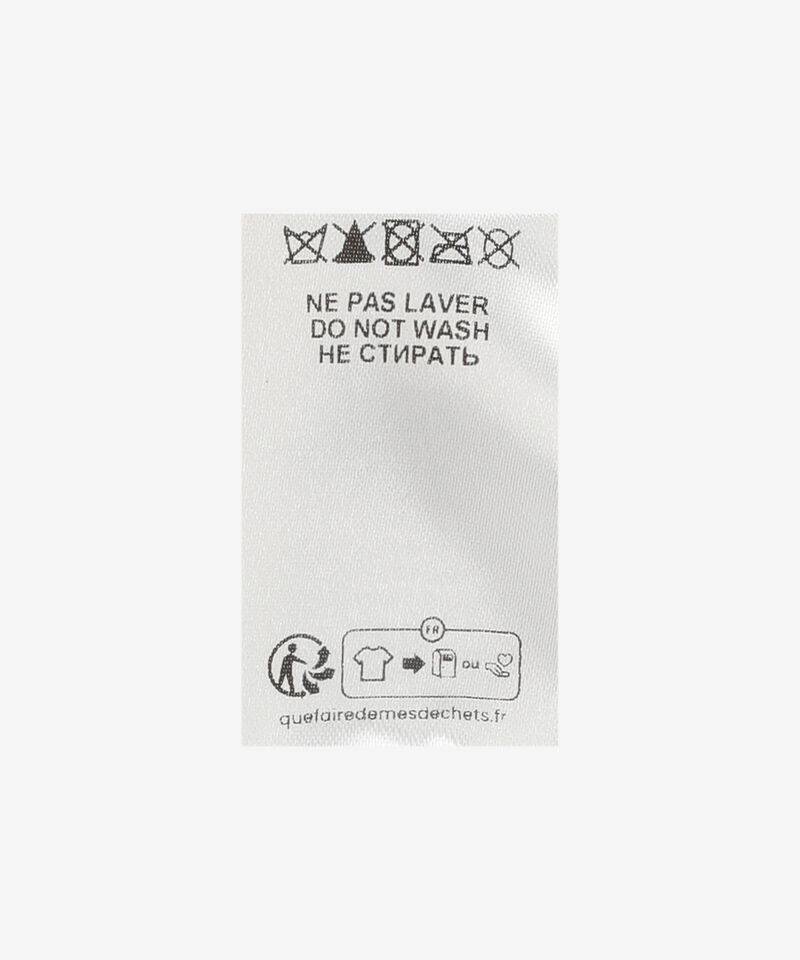 NE PAS LAVER
DO NOT WASH
НЕ СТИРАТЬ
FR
ou
quefairedemesdechets.fr